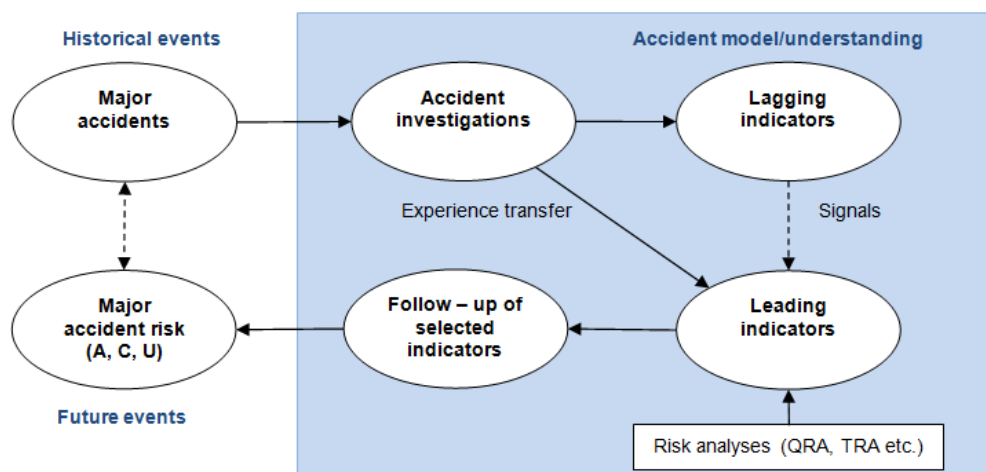 Historical events
Accident model/understanding
Major
accidents
Accident
investigations
Lagging
indicators
Experience transfer
Signals
Major
accident risk
(A, C, U)
Follow – up of
selected
indicators
Leading
indicators
Future events
Risk analyses (QRA, TRA etc.)